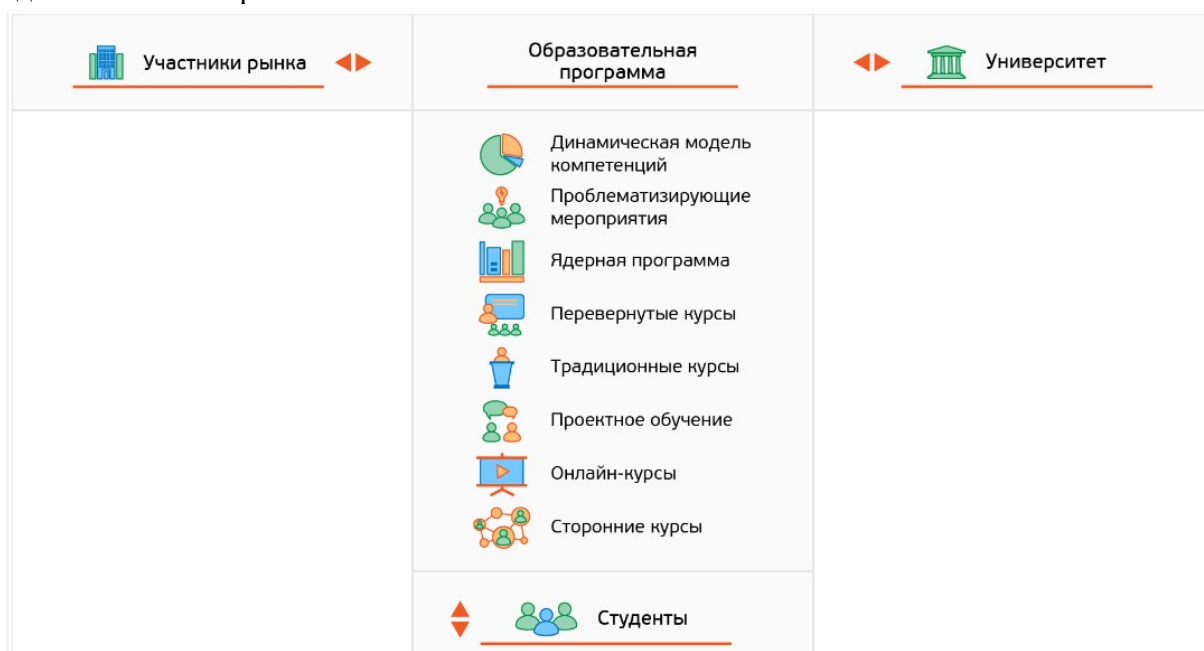 Участники рынка
Образовательная
программа
Университет
Динамическая модель
компетенций
Проблематизирующие
мероприятия
Ядерная программа
Перевернутые курсы
Традиционные курсы
Проектное обучение
Онлайн-курсы
Сторонние курсы
Студенты